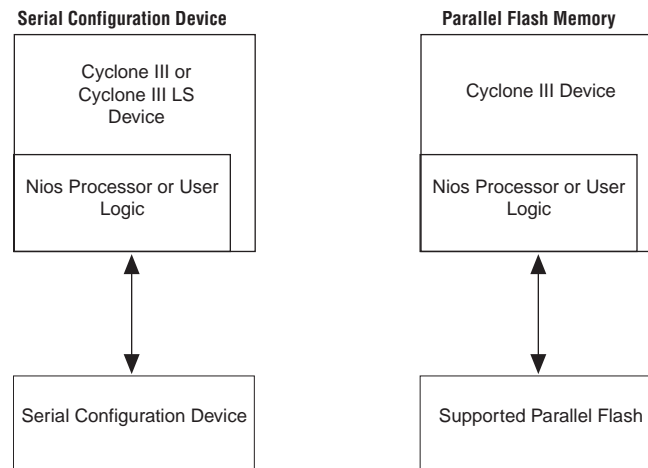 Serial Configuration Device
Cyclone III or
Cyclone III LS
Device
Nios Processor or User
Logic
Serial Configuration Device
Parallel Flash Memory
Cyclone III Device
Nios Processor or User
Logic
Supported Parallel Flash